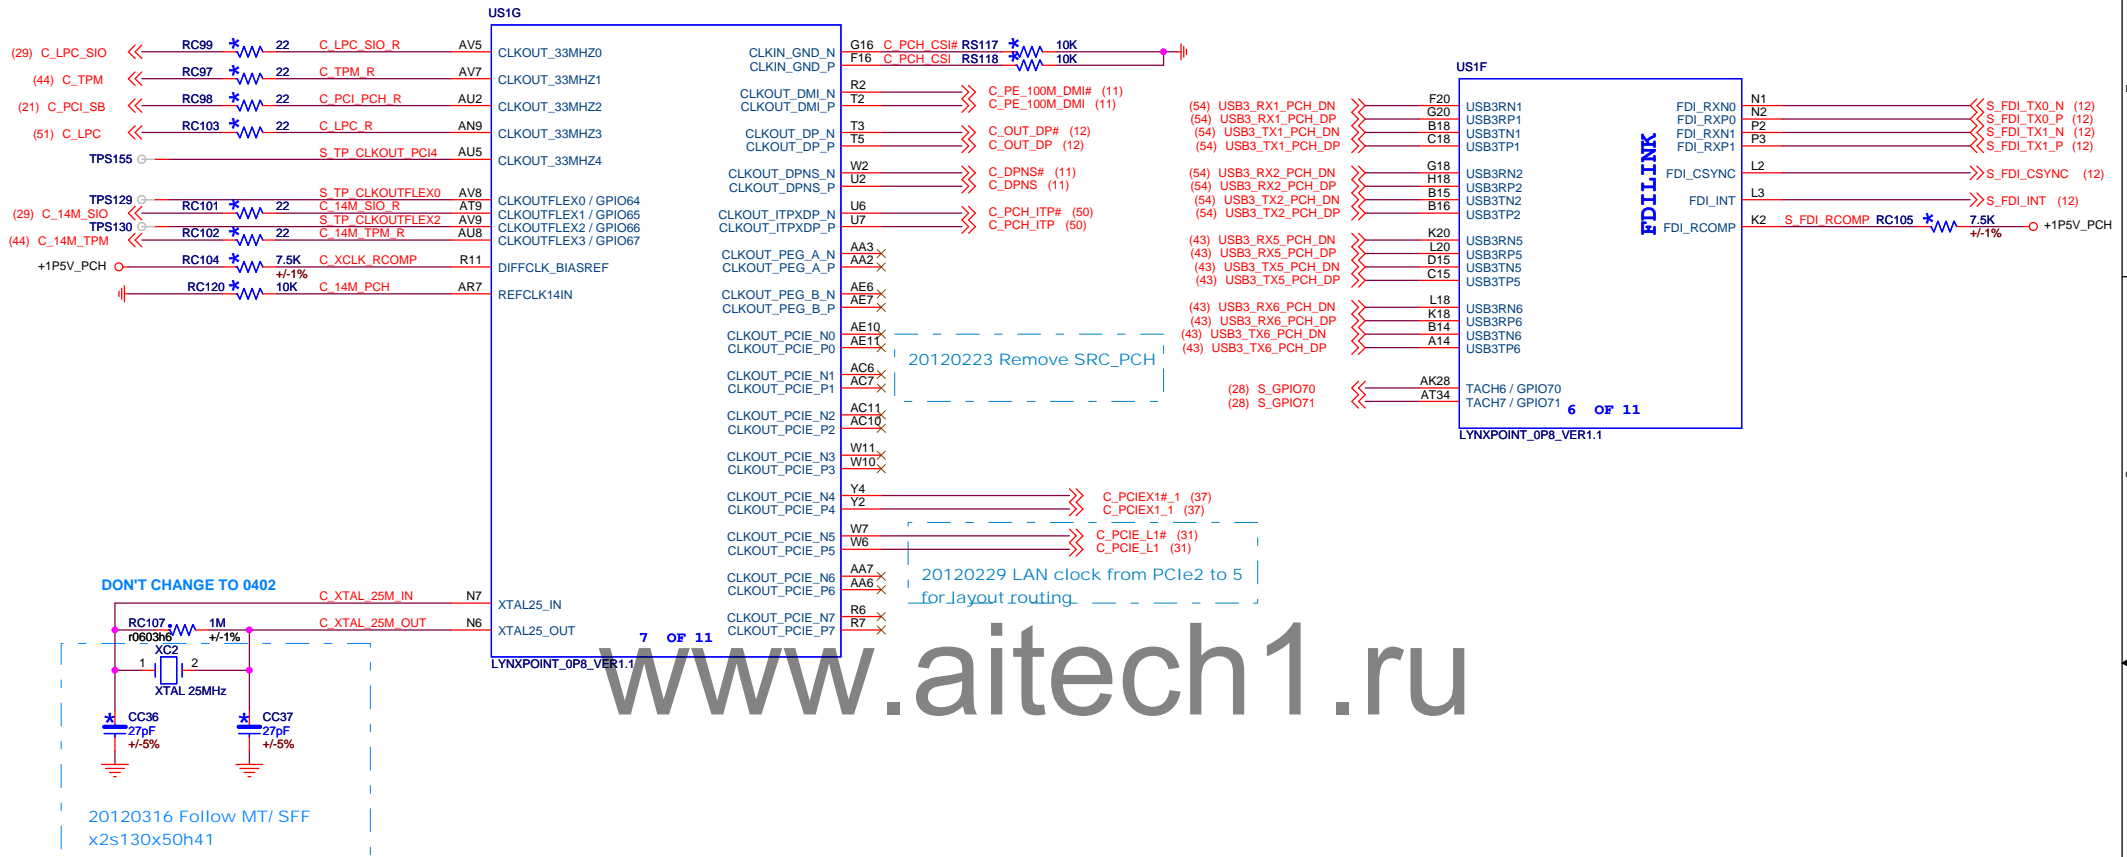 US1G
(29) C_LPC_SIO RC99 * 22 C_LPC_SIO_R AV5 CLKOUT_33MHZ0
(44) C_TPM RC97 * 22 C_TPM_R AV7 CLKOUT_33MHZ1
(21) C_PCI_SB RC98 * 22 C_PCI_PCH_R AU2 CLKOUT_33MHZ2
(51) C_LPC RC103 * 22 C_LPC_R AN9 CLKOUT_33MHZ3
TPS155 S_TP_CLKOUT_PCI4 AU5 CLKOUT_33MHZ4
TPS129 S_TP_CLKOUTFLEX0 AV8 CLKOUTFLEX0 / GPIO64
(29) C_14M_SIO RC101 * 22 C_14M_SIO_R AT9 CLKOUTFLEX1 / GPIO65
TPS130 S_TP_CLKOUTFLEX2 AV9 CLKOUTFLEX2 / GPIO66
(44) C_14M_TPM RC102 * 22 C_14M_TPM_R AU8 CLKOUTFLEX3 / GPIO67
+1P5V_PCH RC104 * 7.5K C_XCLK_RCOMP R11 DIFFCLK_BIASREF
+/-1%
RC120 * 10K C_14M_PCH AR7 REFCLK14IN
CLKIN_GND_N G16 C_PCH_CSI# RS117 * 10K
CLKIN_GND_P F16 C_PCH_CSI RS118 * 10K
CLKOUT_DMI_N R2 C_PE_100M_DMI# (11)
CLKOUT_DMI_P T2 C_PE_100M_DMI (11)
CLKOUT_DP_N T3 C_OUT_DP# (12)
CLKOUT_DP_P T5 C_OUT_DP (12)
CLKOUT_DPNS_N W2 C_DPNS# (11)
CLKOUT_DPNS_P U2 C_DPNS (11)
CLKOUT_ITPXDP_N U6 C_PCH_ITP# (50)
CLKOUT_ITPXDP_P U7 C_PCH_ITP (50)
CLKOUT_PEG_A_N AA3
CLKOUT_PEG_A_P AA2
CLKOUT_PEG_B_N AE6
CLKOUT_PEG_B_P AE7
CLKOUT_PCIE_N0 AE10
CLKOUT_PCIE_P0 AE11
20120223 Remove SRC_PCH
CLKOUT_PCIE_N1 AC6
CLKOUT_PCIE_P1 AC7
CLKOUT_PCIE_N2 AC11
CLKOUT_PCIE_P2 AC10
CLKOUT_PCIE_N3 W11
CLKOUT_PCIE_P3 W10
CLKOUT_PCIE_N4 Y4 C_PCIEX1#_1 (37)
CLKOUT_PCIE_P4 Y2 C_PCIEX1_1 (37)
CLKOUT_PCIE_N5 W7 C_PCIE_L1# (31)
CLKOUT_PCIE_P5 W6 C_PCIE_L1 (31)
20120229 LAN clock from PCIe2 to 5
for layout routing
CLKOUT_PCIE_N6 AA7
CLKOUT_PCIE_P6 AA6
CLKOUT_PCIE_N7 R6
CLKOUT_PCIE_P7 R7
DON'T CHANGE TO 0402
C_XTAL_25M_IN N7 XTAL25_IN
RC107 1M C_XTAL_25M_OUT N6 XTAL25_OUT
r0603h6 +/-1%
7 OF 11
LYNXPOINT_0P8_VER1.1
XC2
1 2
XTAL 25MHz
* CC36 * CC37
27pF 27pF
+/-5% +/-5%
20120316 Follow MT/ SFF
x2s130x50h41
US1F
(54) USB3_RX1_PCH_DN F20 USB3RN1
(54) USB3_RX1_PCH_DP G20 USB3RP1
(54) USB3_TX1_PCH_DN B18 USB3TN1
(54) USB3_TX1_PCH_DP C18 USB3TP1
(54) USB3_RX2_PCH_DN G18 USB3RN2
(54) USB3_RX2_PCH_DP H18 USB3RP2
(54) USB3_TX2_PCH_DN B15 USB3TN2
(54) USB3_TX2_PCH_DP B16 USB3TP2
(43) USB3_RX5_PCH_DN K20 USB3RN5
(43) USB3_RX5_PCH_DP L20 USB3RP5
(43) USB3_TX5_PCH_DN D15 USB3TN5
(43) USB3_TX5_PCH_DP C15 USB3TP5
(43) USB3_RX6_PCH_DN L18 USB3RN6
(43) USB3_RX6_PCH_DP K18 USB3RP6
(43) USB3_TX6_PCH_DN B14 USB3TN6
(43) USB3_TX6_PCH_DP A14 USB3TP6
(28) S_GPIO70 AK28 TACH6 / GPIO70
(28) S_GPIO71 AT34 TACH7 / GPIO71
FDILINK
FDI_RXN0 N1 S_FDI_TX0_N (12)
FDI_RXP0 N2 S_FDI_TX0_P (12)
FDI_RXN1 P2 S_FDI_TX1_N (12)
FDI_RXP1 P3 S_FDI_TX1_P (12)
FDI_CSYNC L2 S_FDI_CSYNC (12)
FDI_INT L3 S_FDI_INT (12)
FDI_RCOMP K2 S_FDI_RCOMP RC105 * 7.5K +1P5V_PCH
+/-1%
6 OF 11
LYNXPOINT_0P8_VER1.1
www.aitech1.ru